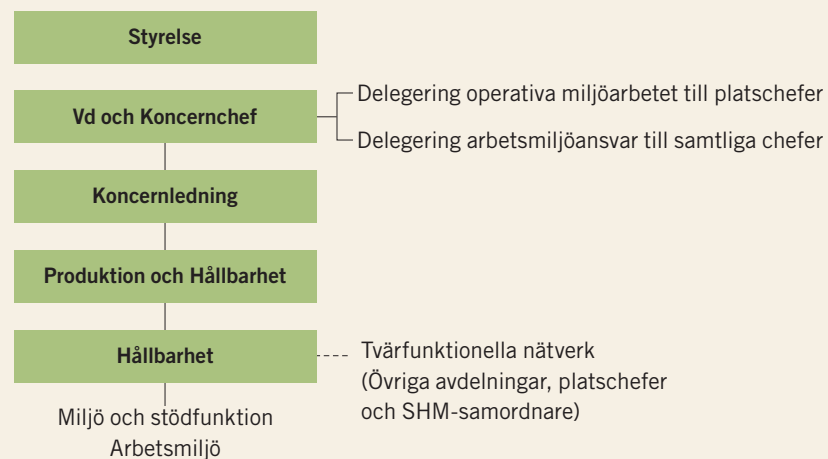 Styrelse
Vd och Koncernchef
Delegering operativa miljöarbetet till platschefer
Delegering arbetsmiljöansvar till samtliga chefer
Koncernledning
Produktion och Hållbarhet
Hållbarhet
Tvärfunktionella nätverk
(Övriga avdelningar, platschefer
och SHM-samordnare)
Miljö och stödfunktion
Arbetsmiljö